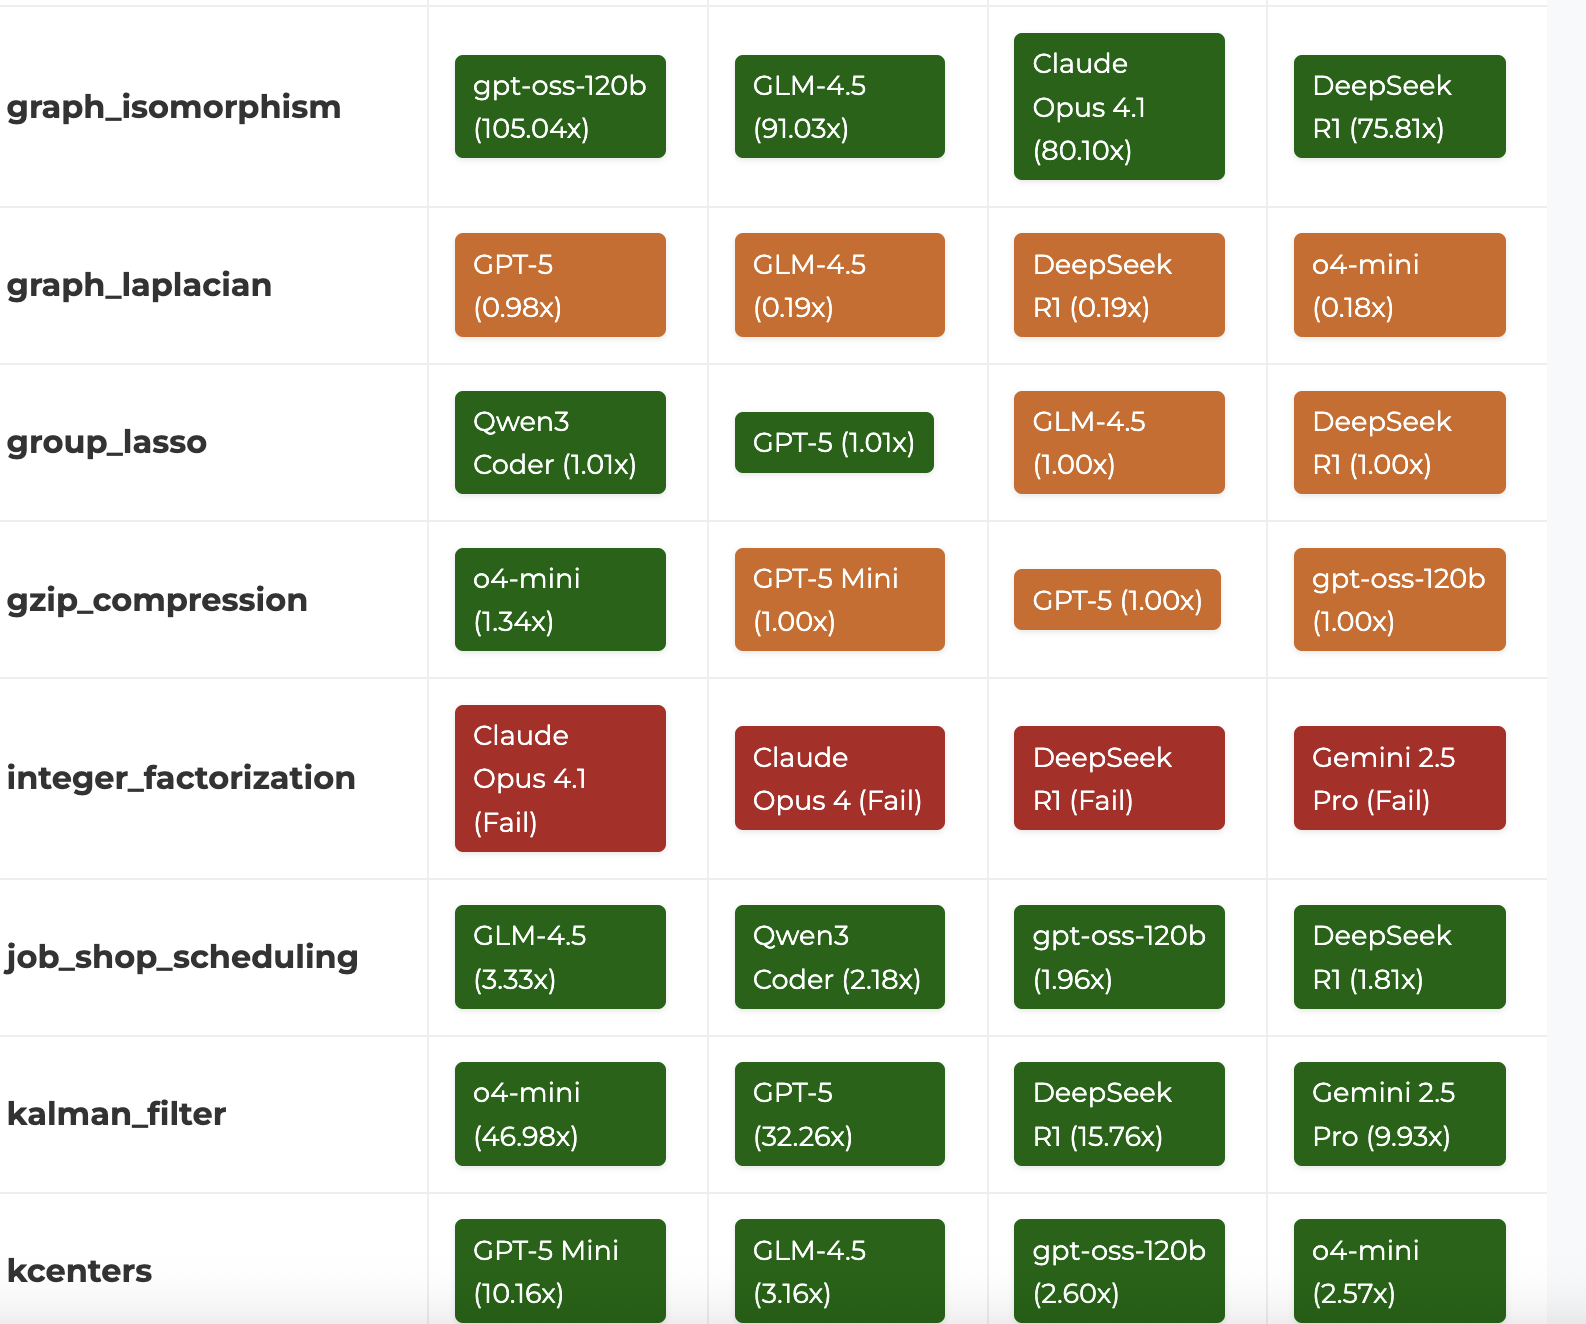 graph_isomorphism
gpt-oss-120b
(105.04x)
GLM-4.5
(91.03x)
Claude
Opus 4.1
(80.10x)
DeepSeek
R1 (75.81x)
graph_laplacian
GPT-5
(0.98x)
GLM-4.5
(0.19x)
DeepSeek
R1 (0.19x)
o4-mini
(0.18x)
group_lasso
Qwen3
Coder (1.01x)
GPT-5 (1.01x)
GLM-4.5
(1.00x)
DeepSeek
R1 (1.00x)
gzip_compression
o4-mini
(1.34x)
GPT-5 Mini
(1.00x)
GPT-5 (1.00x)
gpt-oss-120b
(1.00x)
integer_factorization
Claude
Opus 4.1
(Fail)
Claude
Opus 4 (Fail)
DeepSeek
R1 (Fail)
Gemini 2.5
Pro (Fail)
job_shop_scheduling
GLM-4.5
(3.33x)
Qwen3
Coder (2.18x)
gpt-oss-120b
(1.96x)
DeepSeek
R1 (1.81x)
kalman_filter
o4-mini
(46.98x)
GPT-5
(32.26x)
DeepSeek
R1 (15.76x)
Gemini 2.5
Pro (9.93x)
kcenters
GPT-5 Mini
(10.16x)
GLM-4.5
(3.16x)
gpt-oss-120b
(2.60x)
o4-mini
(2.57x)